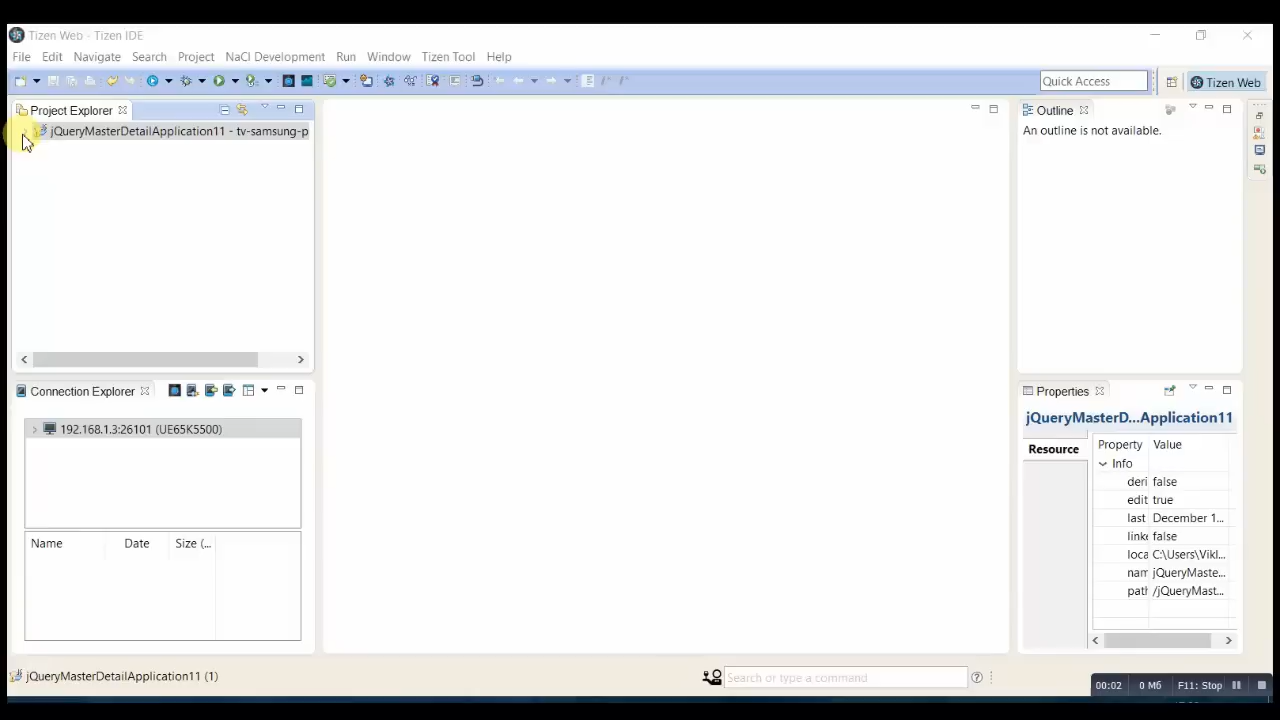 Tizen Web - Tizen IDE
File Edit Navigate Search Project NaCl Development Run Window Tizen Tool Help
Quick Access
Tizen Web
Project Explorer
jQueryMasterDetailApplication11 - tv-samsung-p
Outline
An outline is not available.
Connection Explorer
192.168.1.3:26101 (UE65K5500)
Name Date Size (...
Properties
jQueryMasterD...Application11
Resource
Property Value
Info
deri false
edit true
last December 1...
linke false
loca C:\Users\Vikl...
nam jQueryMaste...
path /jQueryMast...
jQueryMasterDetailApplication11 (1)
Search or type a command
00:02 0 Мб F11: Stop